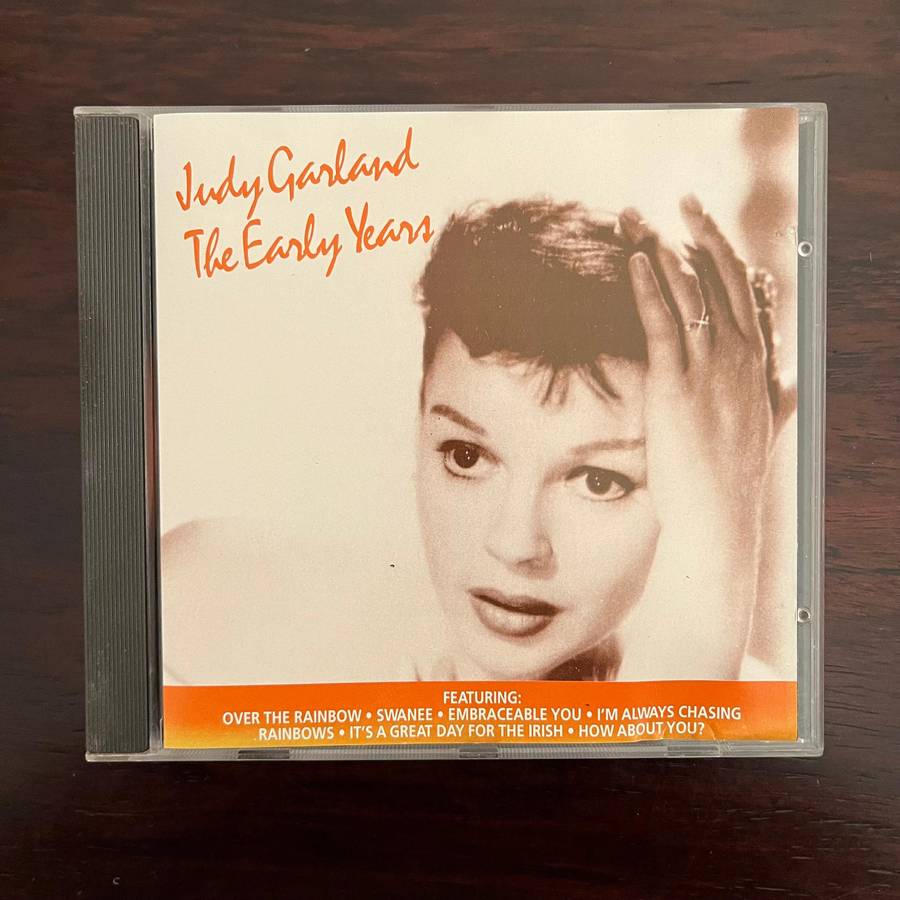 Judy Garland
The Early Years
FEATURING:
OVER THE RAINBOW • SWANEE • EMBRACEABLE YOU • I'M ALWAYS CHASING
RAINBOWS • IT'S A GREAT DAY FOR THE IRISH • HOW ABOUT YOU?